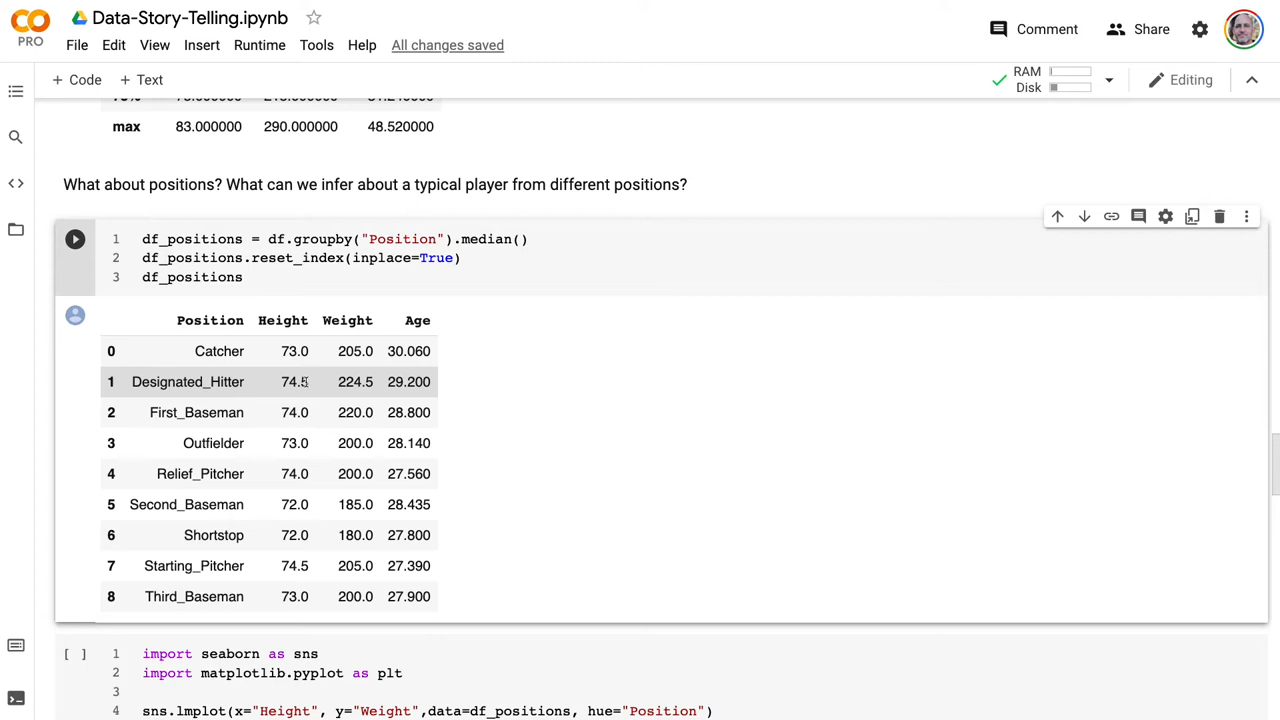 Data-Story-Telling.ipynb
PRO
File Edit View Insert Runtime Tools Help All changes saved
Comment
Share
+ Code + Text
RAM
Disk
Editing
max 83.000000 290.000000 48.520000
What about positions? What can we infer about a typical player from different positions?
1 df_positions = df.groupby("Position").median()
2 df_positions.reset_index(inplace=True)
3 df_positions
Position Height Weight Age
0 Catcher 73.0 205.0 30.060
1 Designated_Hitter 74.5 224.5 29.200
2 First_Baseman 74.0 220.0 28.800
3 Outfielder 73.0 200.0 28.140
4 Relief_Pitcher 74.0 200.0 27.560
5 Second_Baseman 72.0 185.0 28.435
6 Shortstop 72.0 180.0 27.800
7 Starting_Pitcher 74.5 205.0 27.390
8 Third_Baseman 73.0 200.0 27.900
[ ] 1 import seaborn as sns
2 import matplotlib.pyplot as plt
3
4 sns.lmplot(x="Height", y="Weight",data=df_positions, hue="Position")